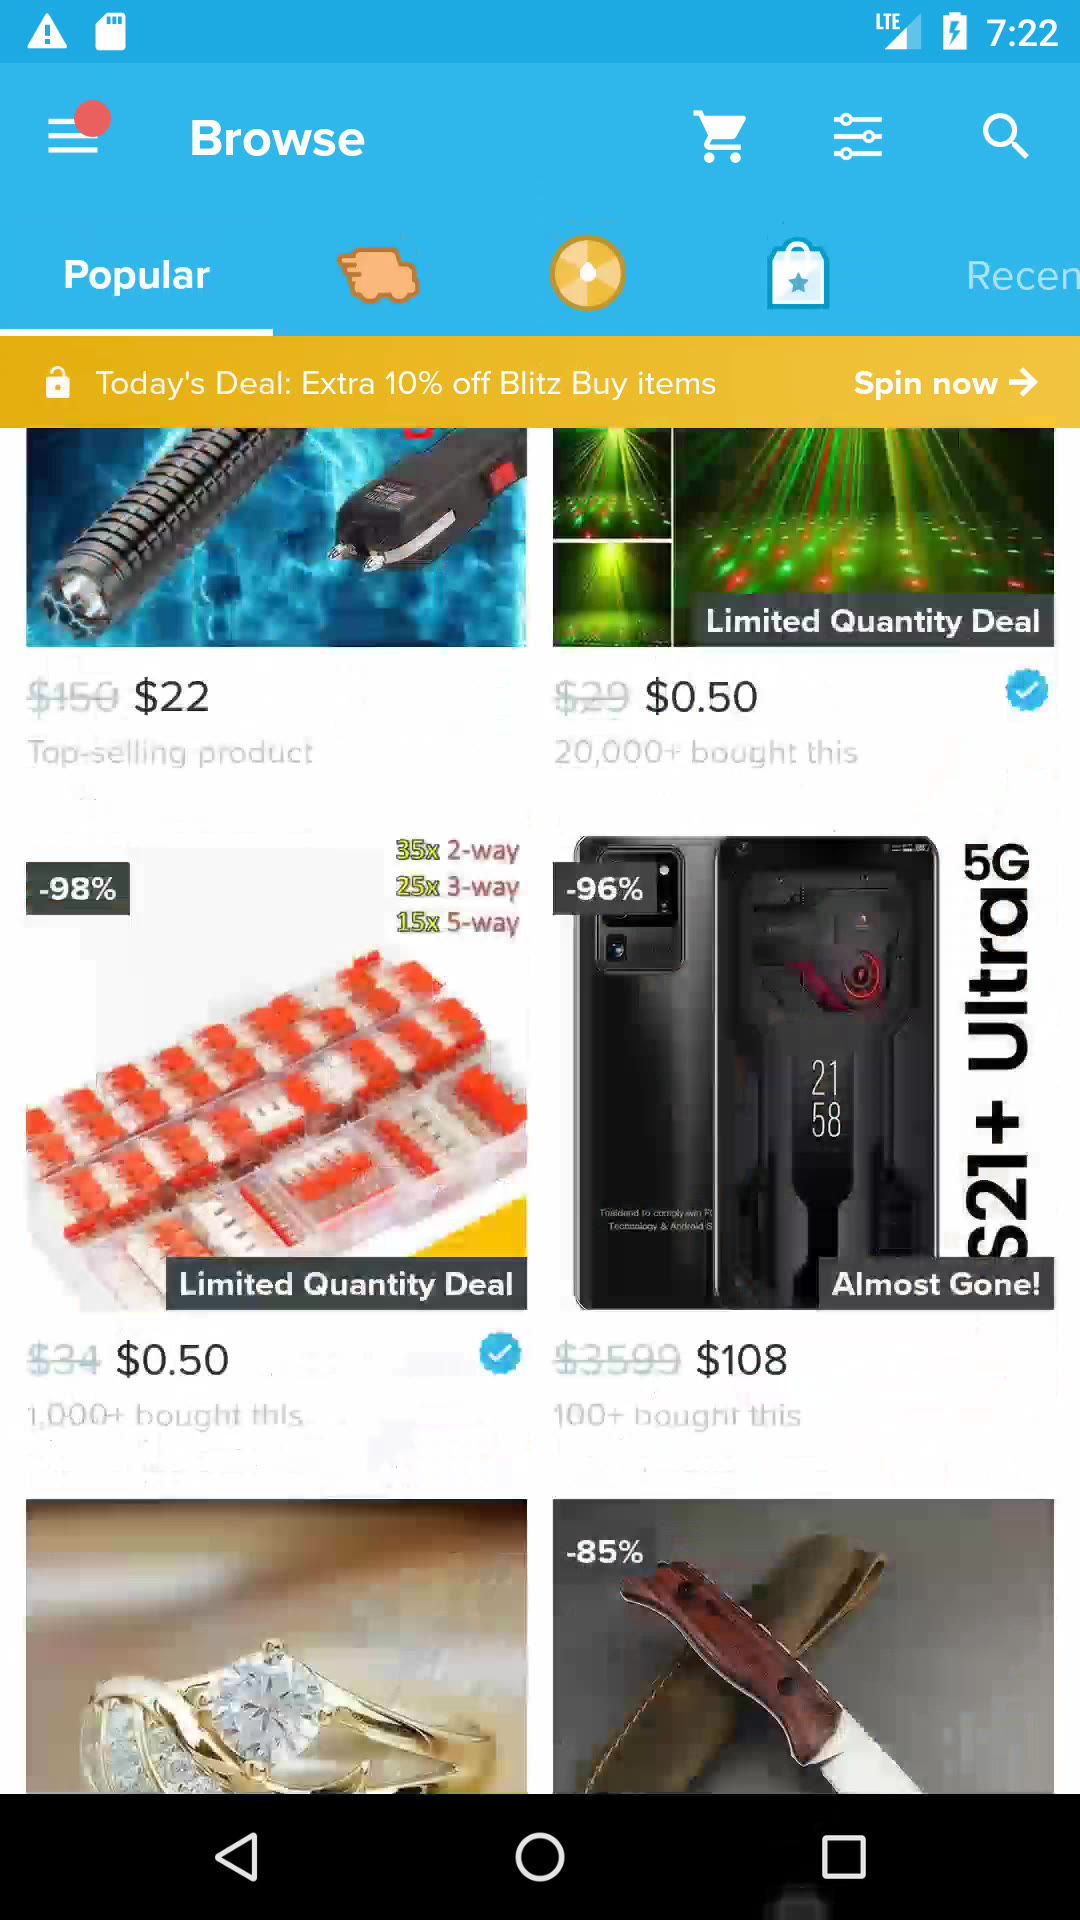 LTE 7:22
Browse
Popular
Recen
Today's Deal: Extra 10% off Blitz Buy items
Spin now
Limited Quantity Deal
$150 $22
$29 $0.50
Top-selling product
20,000+ bought this
35x 2-way
25x 3-way
15x 5-way
-98%
-96%
5G
S21+ Ultra
21
58
Technology & Android S
Limited Quantity Deal
Almost Gone!
$34 $0.50
$3599 $108
1,000+ bought this
100+ bought this
-85%